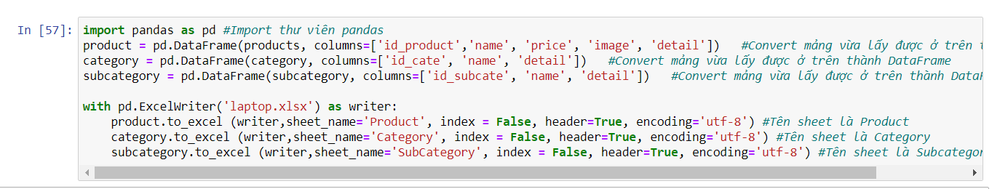 In [57]: import pandas as pd #Import thư viên pandas
product = pd.DataFrame(products, columns=['id_product','name', 'price', 'image', 'detail']) #Convert mảng vừa lấy được ở trên
category = pd.DataFrame(category, columns=['id_cate', 'name', 'detail']) #Convert mảng vừa lấy được ở trên thành DataFrame
subcategory = pd.DataFrame(subcategory, columns=['id_subcate', 'name', 'detail']) #Convert mảng vừa lấy được ở trên thành
with pd.ExcelWriter('laptop.xlsx') as writer:
product.to_excel (writer,sheet_name='Product', index = False, header=True, encoding='utf-8') #Tên sheet là Product
category.to_excel (writer,sheet_name='Category', index = False, header=True, encoding='utf-8') #Tên sheet là Category
subcategory.to_excel (writer,sheet_name='SubCategory', index = False, header=True, encoding='utf-8') #Tên sheet là